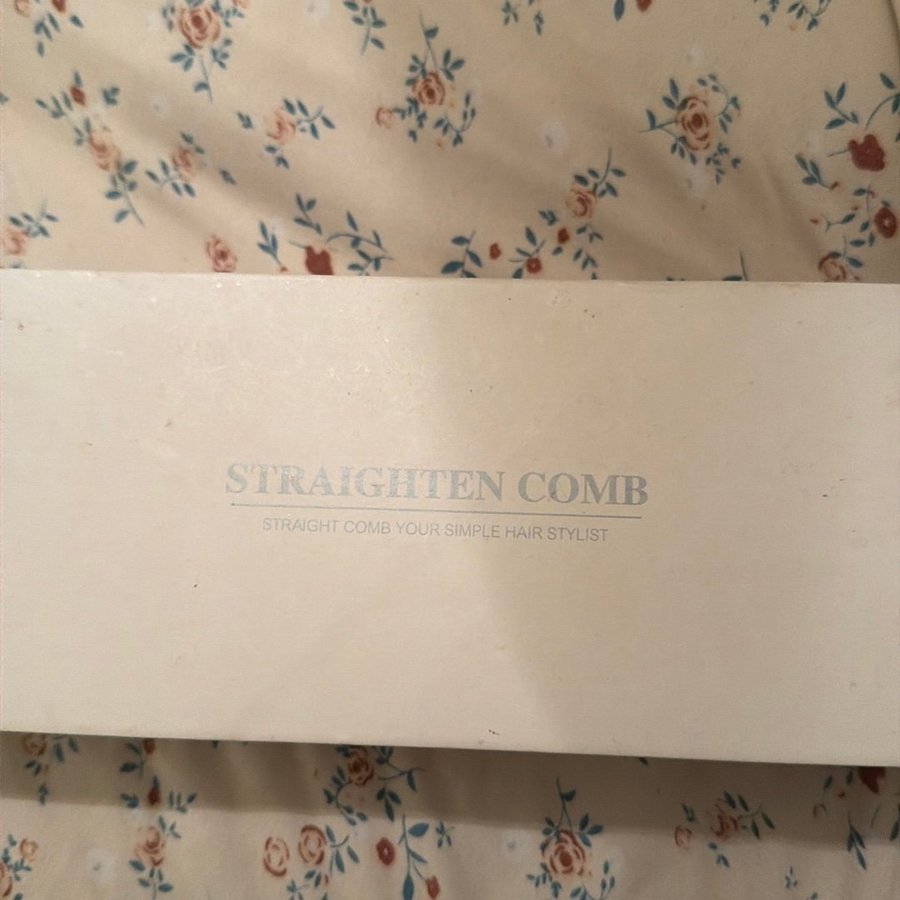 STRAIGHTEN COMB
STRAIGHT COMB YOUR SIMPLE HAIR STYLIST